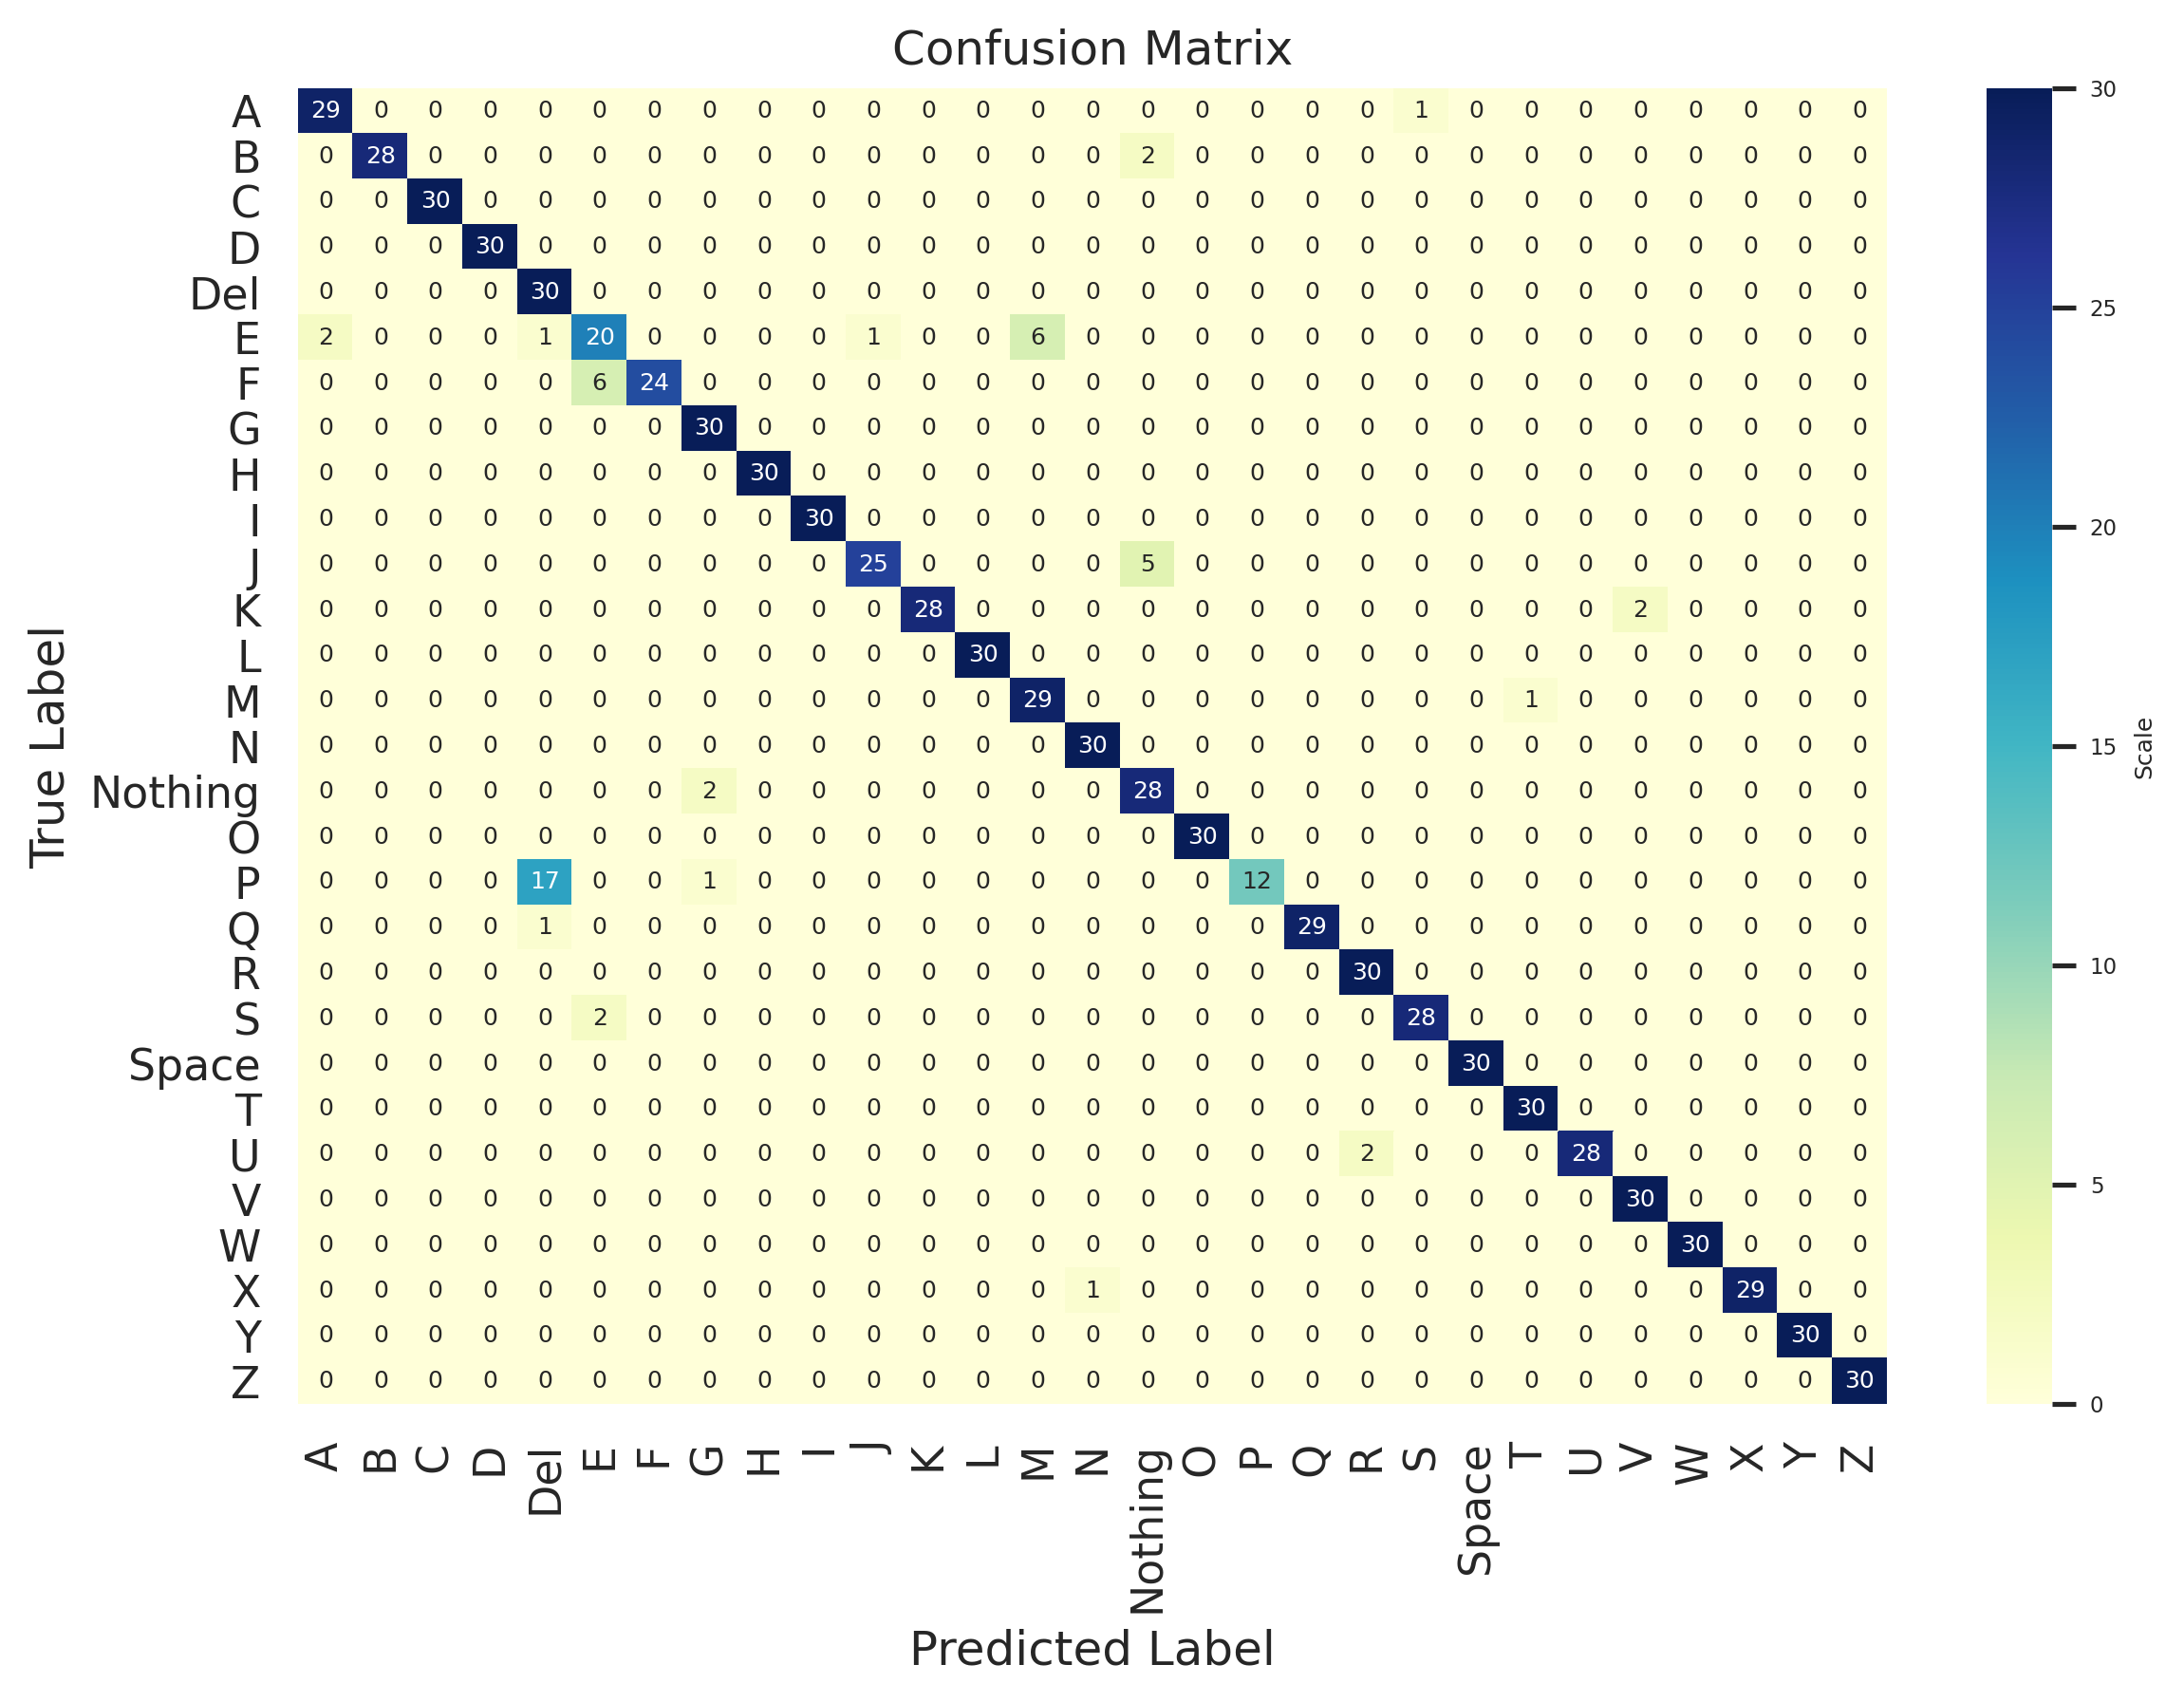 Confusion Matrix
A 29 0 0 0 0 0 0 0 0 0 0 0 0 0 0 0 0 0 0 0 1 0 0 0 0 0 0 0 0
B 0 28 0 0 0 0 0 0 0 0 0 0 0 0 0 2 0 0 0 0 0 0 0 0 0 0 0 0 0
C 0 0 30 0 0 0 0 0 0 0 0 0 0 0 0 0 0 0 0 0 0 0 0 0 0 0 0 0 0
D 0 0 0 30 0 0 0 0 0 0 0 0 0 0 0 0 0 0 0 0 0 0 0 0 0 0 0 0 0
Del 0 0 0 0 30 0 0 0 0 0 0 0 0 0 0 0 0 0 0 0 0 0 0 0 0 0 0 0 0
E 2 0 0 0 1 20 0 0 0 0 1 0 0 6 0 0 0 0 0 0 0 0 0 0 0 0 0 0 0
F 0 0 0 0 0 6 24 0 0 0 0 0 0 0 0 0 0 0 0 0 0 0 0 0 0 0 0 0 0
G 0 0 0 0 0 0 0 30 0 0 0 0 0 0 0 0 0 0 0 0 0 0 0 0 0 0 0 0 0
H 0 0 0 0 0 0 0 0 30 0 0 0 0 0 0 0 0 0 0 0 0 0 0 0 0 0 0 0 0
I 0 0 0 0 0 0 0 0 0 30 0 0 0 0 0 0 0 0 0 0 0 0 0 0 0 0 0 0 0
J 0 0 0 0 0 0 0 0 0 0 25 0 0 0 0 5 0 0 0 0 0 0 0 0 0 0 0 0 0
K 0 0 0 0 0 0 0 0 0 0 0 28 0 0 0 0 0 0 0 0 0 0 0 0 2 0 0 0 0
L 0 0 0 0 0 0 0 0 0 0 0 0 30 0 0 0 0 0 0 0 0 0 0 0 0 0 0 0 0
M 0 0 0 0 0 0 0 0 0 0 0 0 0 29 0 0 0 0 0 0 0 0 1 0 0 0 0 0 0
N 0 0 0 0 0 0 0 0 0 0 0 0 0 0 30 0 0 0 0 0 0 0 0 0 0 0 0 0 0
Nothing 0 0 0 0 0 0 0 2 0 0 0 0 0 0 0 28 0 0 0 0 0 0 0 0 0 0 0 0 0
O 0 0 0 0 0 0 0 0 0 0 0 0 0 0 0 0 30 0 0 0 0 0 0 0 0 0 0 0 0
P 0 0 0 0 17 0 0 1 0 0 0 0 0 0 0 0 0 12 0 0 0 0 0 0 0 0 0 0 0
Q 0 0 0 0 1 0 0 0 0 0 0 0 0 0 0 0 0 0 29 0 0 0 0 0 0 0 0 0 0
R 0 0 0 0 0 0 0 0 0 0 0 0 0 0 0 0 0 0 0 30 0 0 0 0 0 0 0 0 0
S 0 0 0 0 0 2 0 0 0 0 0 0 0 0 0 0 0 0 0 0 28 0 0 0 0 0 0 0 0
Space 0 0 0 0 0 0 0 0 0 0 0 0 0 0 0 0 0 0 0 0 0 30 0 0 0 0 0 0 0
T 0 0 0 0 0 0 0 0 0 0 0 0 0 0 0 0 0 0 0 0 0 0 30 0 0 0 0 0 0
U 0 0 0 0 0 0 0 0 0 0 0 0 0 0 0 0 0 0 0 2 0 0 0 28 0 0 0 0 0
V 0 0 0 0 0 0 0 0 0 0 0 0 0 0 0 0 0 0 0 0 0 0 0 0 30 0 0 0 0
W 0 0 0 0 0 0 0 0 0 0 0 0 0 0 0 0 0 0 0 0 0 0 0 0 0 30 0 0 0
X 0 0 0 0 0 0 0 0 0 0 0 0 0 0 1 0 0 0 0 0 0 0 0 0 0 0 29 0 0
Y 0 0 0 0 0 0 0 0 0 0 0 0 0 0 0 0 0 0 0 0 0 0 0 0 0 0 0 30 0
Z 0 0 0 0 0 0 0 0 0 0 0 0 0 0 0 0 0 0 0 0 0 0 0 0 0 0 0 0 30
A B C D Del E F G H I J K L M N Nothing O P Q R S Space T U V W X Y Z
Predicted Label
True Label
30
25
20
15
10
5
0
Scale